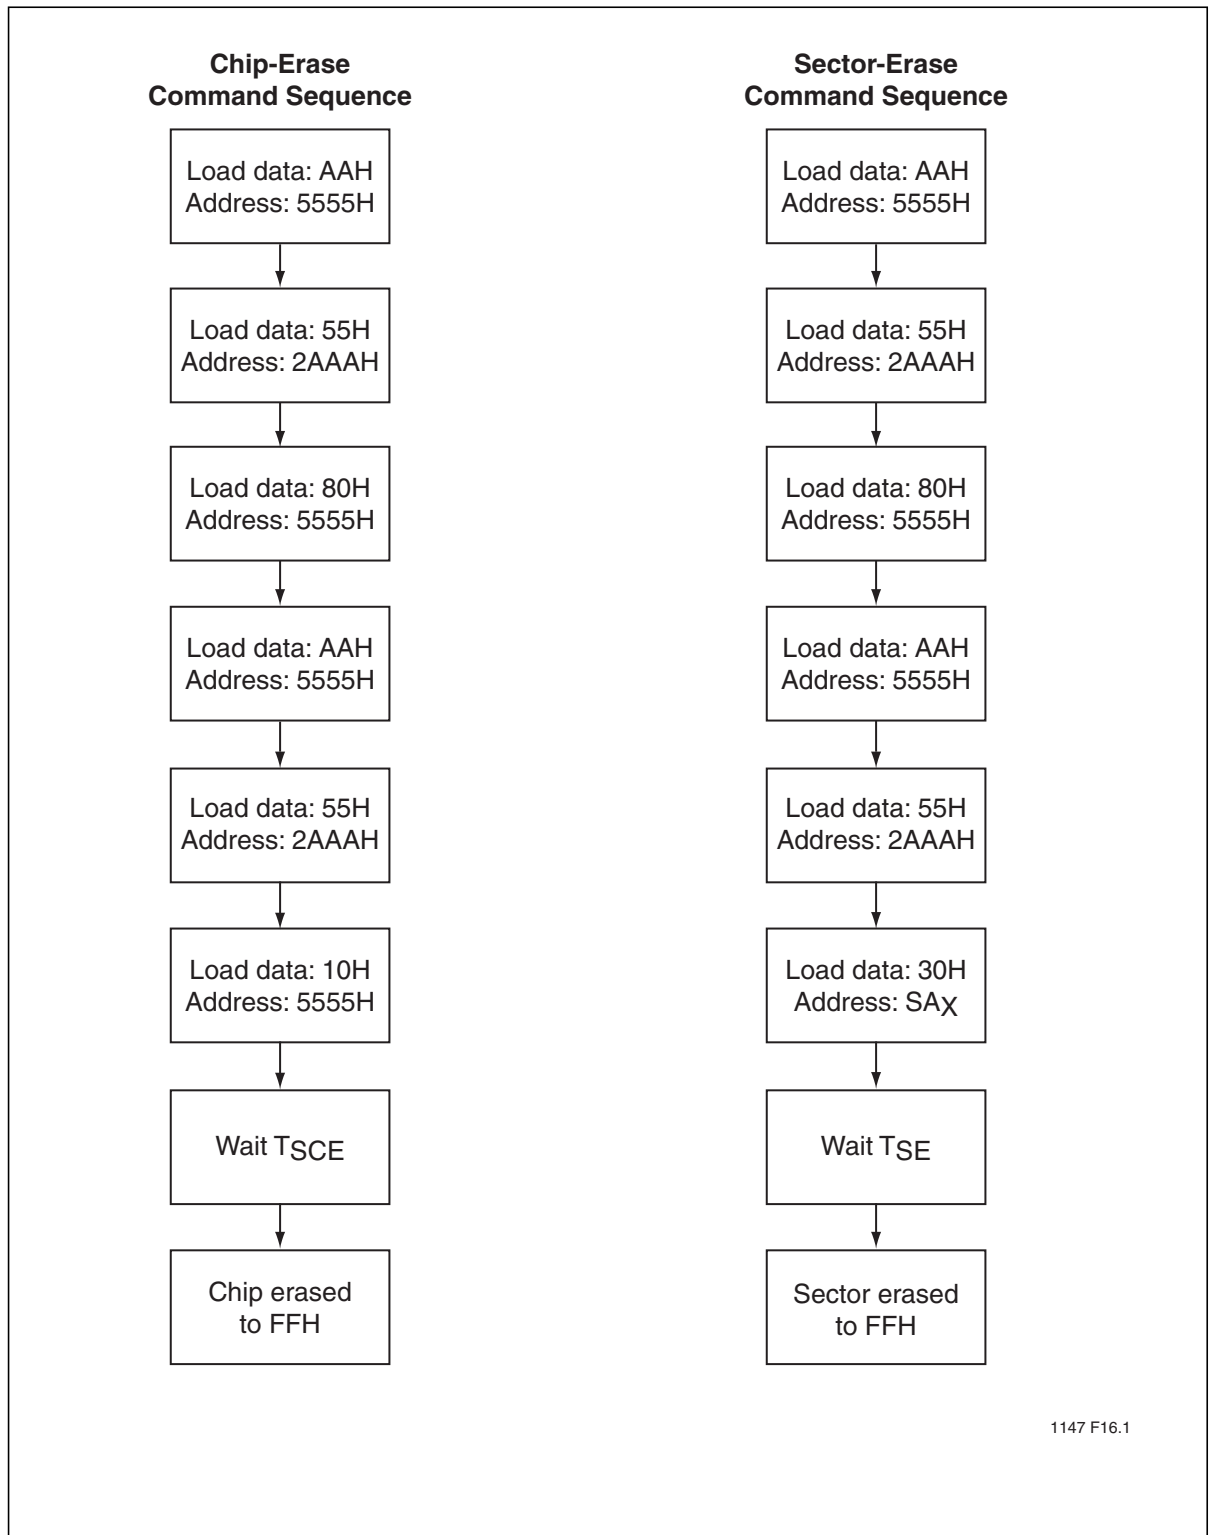 Chip-Erase
Command Sequence
Load data: AAH
Address: 5555H
Load data: 55H
Address: 2AAAH
Load data: 80H
Address: 5555H
Load data: AAH
Address: 5555H
Load data: 55H
Address: 2AAAH
Load data: 10H
Address: 5555H
Wait TSCE
Chip erased
to FFH
Sector-Erase
Command Sequence
Load data: AAH
Address: 5555H
Load data: 55H
Address: 2AAAH
Load data: 80H
Address: 5555H
Load data: AAH
Address: 5555H
Load data: 55H
Address: 2AAAH
Load data: 30H
Address: SAX
Wait TSE
Sector erased
to FFH
1147 F16.1